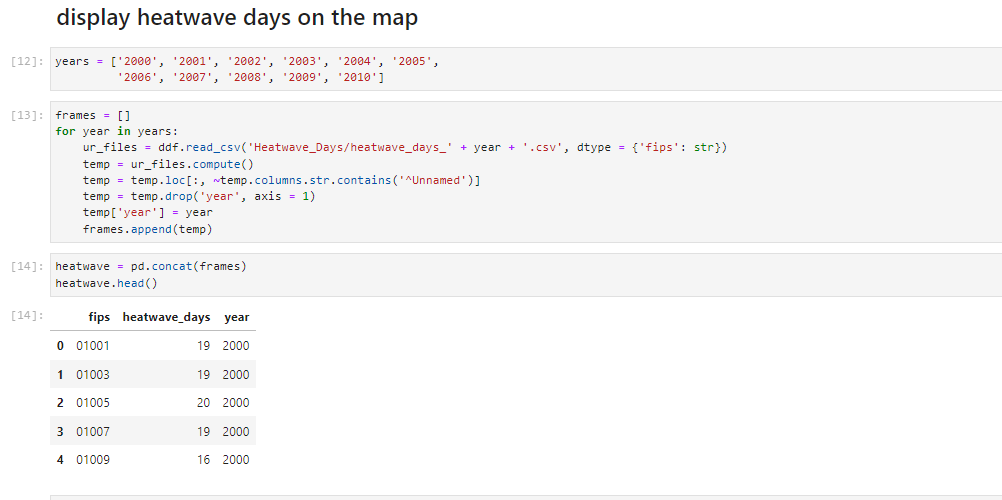 display heatwave days on the map
[12]: years = ['2000', '2001', '2002', '2003', '2004', '2005',
'2006', '2007', '2008', '2009', '2010']
[13]: frames = []
for year in years:
ur_files = ddf.read_csv('Heatwave_Days/heatwave_days_' + year + '.csv', dtype = {'fips': str})
temp = ur_files.compute()
temp = temp.loc[:, ~temp.columns.str.contains('^Unnamed')]
temp = temp.drop('year', axis = 1)
temp['year'] = year
frames.append(temp)
[14]: heatwave = pd.concat(frames)
heatwave.head()
[14]: fips heatwave_days year
0 01001 19 2000
1 01003 19 2000
2 01005 20 2000
3 01007 19 2000
4 01009 16 2000